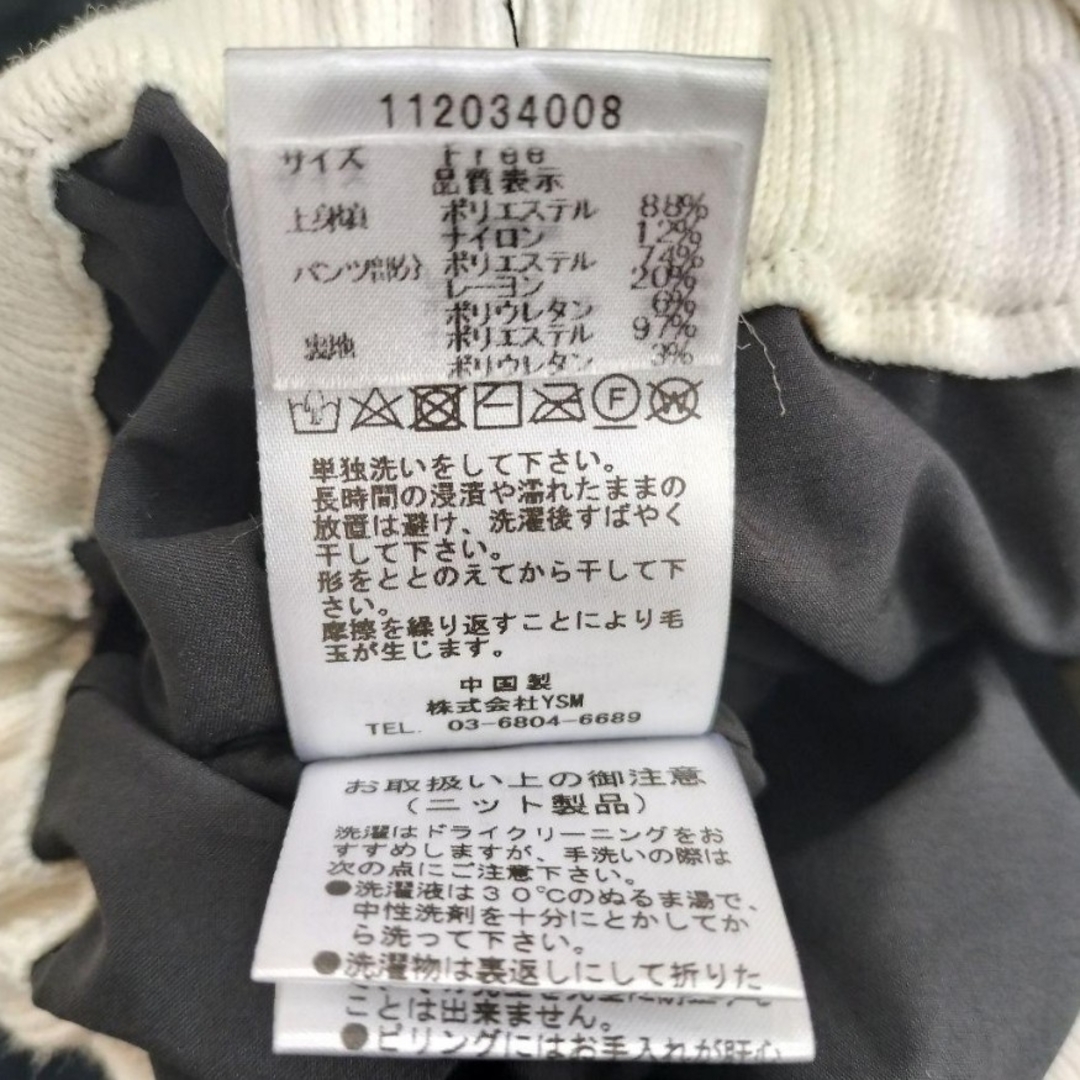 112034008
サイズ Free
品質表示
上身頃 ポリエステル 88%
ナイロン 12%
パンツ部分 ポリエステル 74%
レーヨン 20%
ポリウレタン 6%
裏地 ポリエステル 97%
ポリウレタン 3%
F W
単独洗いをして下さい。
長時間の浸漬や濡れたままの
放置は避け、洗濯後すばやく
干して下さい。
形をととのえてから干して下
さい。
摩擦を繰り返すことにより毛
玉が生じます。
中国製
株式会社YSM
TEL. 03-6804-6689
お取扱い上の御注意
(ニット製品)
洗濯はドライクリーニングをお
すすめしますが、手洗いの際は
次の点にご注意下さい。
●洗濯液は30℃のぬるま湯で、
中性洗剤を十分にとかしてか
ら洗って下さい。
●洗濯物は裏返しにして折りた
ことは出来ません。
●ピリングにはお手入れが肝心